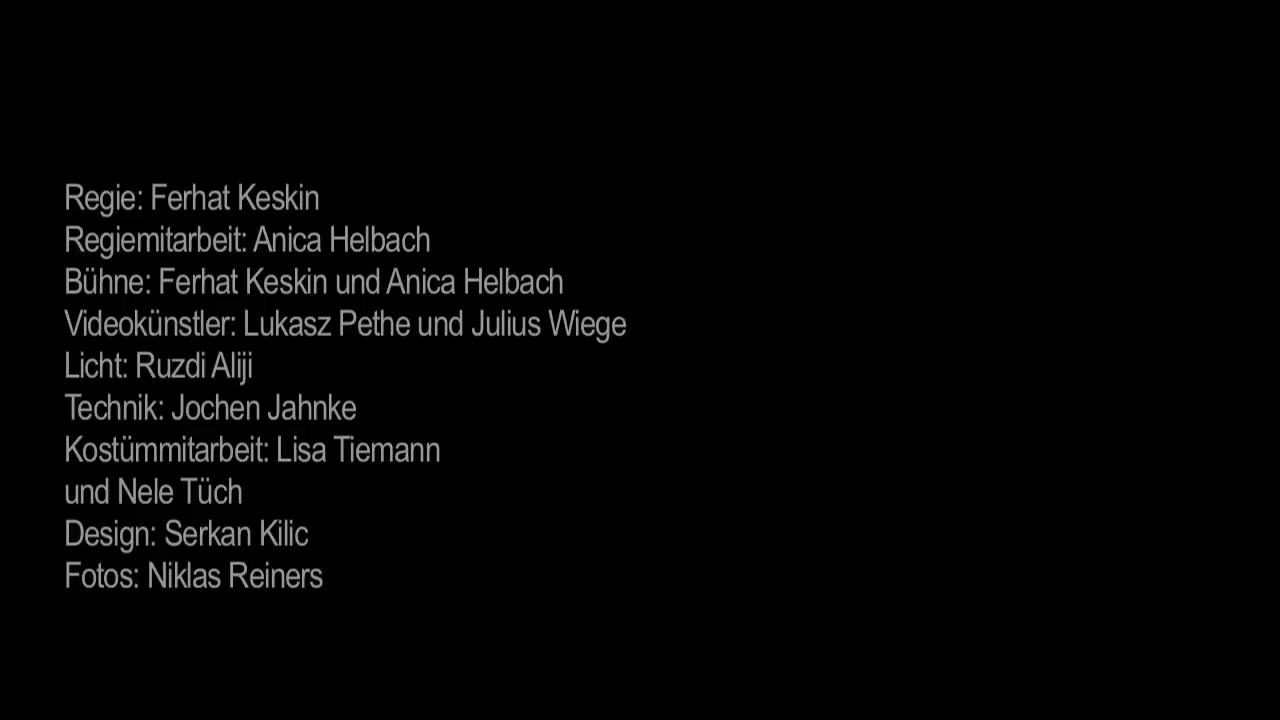 Regie: Ferhat Keskin
Regiemitarbeit: Anica Helbach
Bühne: Ferhat Keskin und Anica Helbach
Videokünstler: Lukasz Pethe und Julius Wiege
Licht: Ruzdi Aliji
Technik: Jochen Jahnke
Kostümmitarbeit: Lisa Tiemann
und Nele Tüch
Design: Serkan Kilic
Fotos: Niklas Reiners